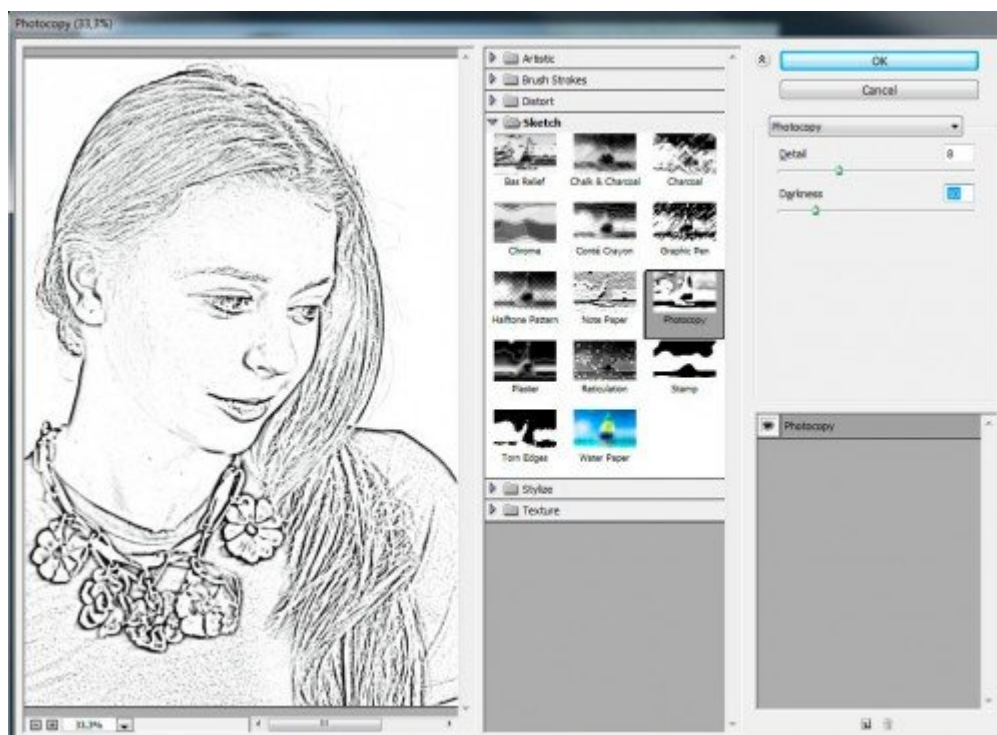 Photocopy (33,3%)
Artistic
Brush Strokes
Distort
Sketch
Bas Relief
Chalk & Charcoal
Charcoal
Chrome
Conté Crayon
Graphic Pen
Halftone Pattern
Note Paper
Photocopy
Plaster
Reticulation
Stamp
Torn Edges
Water Paper
Stylize
Texture
OK
Cancel
Photocopy
Detail 8
Darkness
Photocopy
33,3%